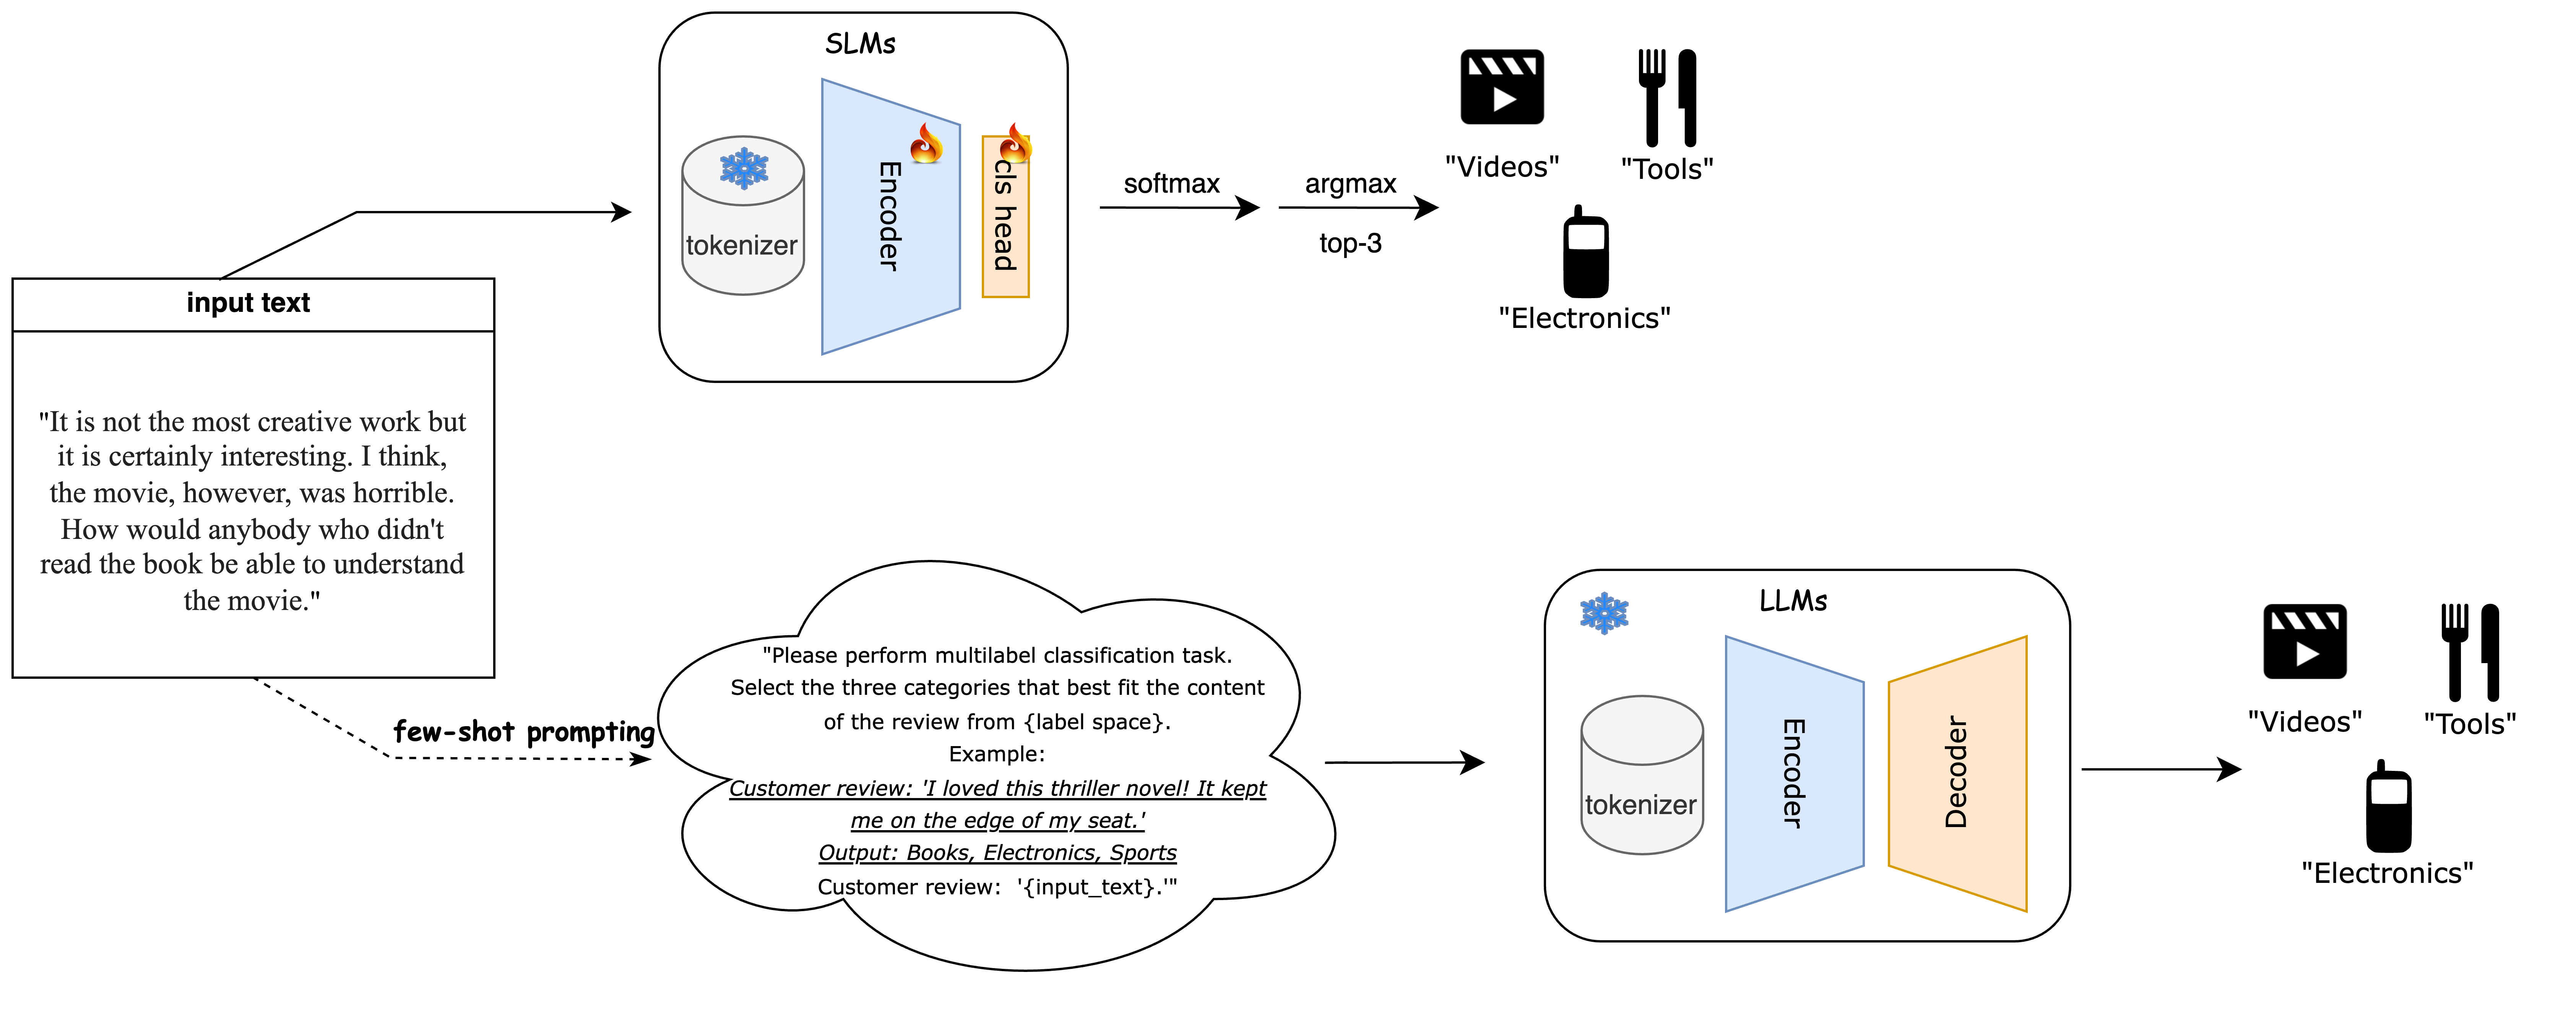 SLMs
tokenizer
Encoder
cls head
softmax
argmax
top-3
"Videos"
"Tools"
"Electronics"
input text
"It is not the most creative work but
it is certainly interesting. I think,
the movie, however, was horrible.
How would anybody who didn't
read the book be able to understand
the movie."
few-shot prompting
"Please perform multilabel classification task.
Select the three categories that best fit the content
of the review from {label space}.
Example:
Customer review: 'I loved this thriller novel! It kept
me on the edge of my seat.'
Output: Books, Electronics, Sports
Customer review:  '{input_text}.'"
LLMs
tokenizer
Encoder
Decoder
"Videos"
"Tools"
"Electronics"